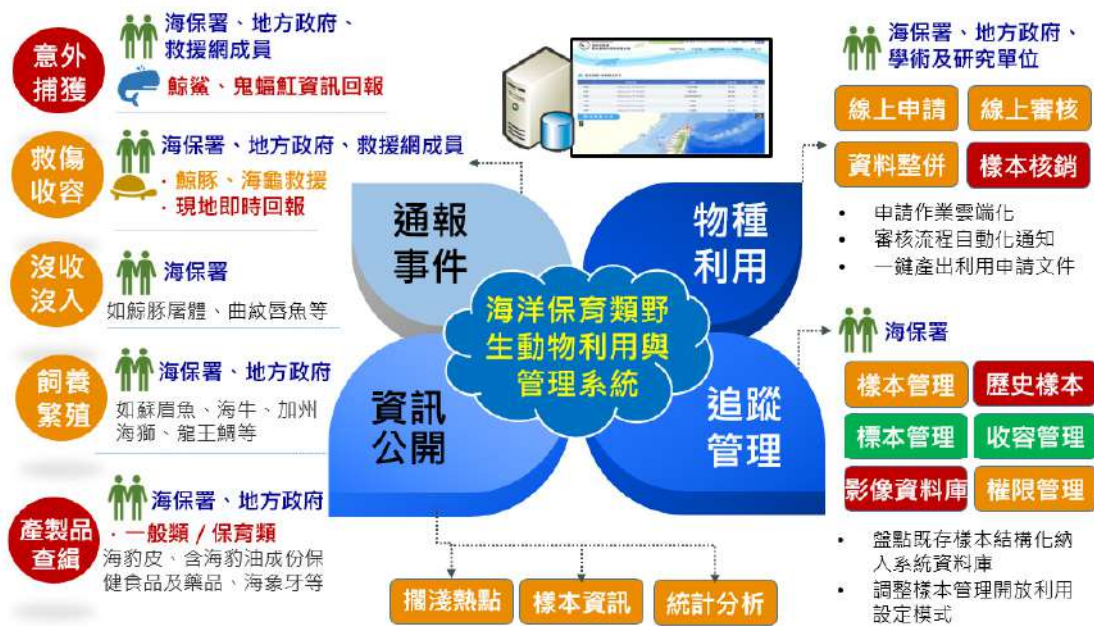 意外
捕獲
海保署、地方政府、
救援網成員
鯨鯊、鬼蝠魟資訊回報
救傷
收容
海保署、地方政府、救援網成員
·鯨豚、海龜救援
·現地即時回報
沒收
沒入
海保署
如鯨豚屠體、曲紋唇魚等
飼養
繁殖
海保署、地方政府
如蘇眉魚、海牛、加州
海獅、龍王鯛等
產製品
查緝
海保署、地方政府
·一般類 / 保育類
海豹皮、含海豹油成份保
健食品及藥品、海象牙等
通報
事件
物種
利用
海洋保育類野
生動物利用與
管理系統
資訊
公開
追蹤
管理
擱淺熱點
樣本資訊
統計分析
海保署、地方政府、
學術及研究單位
線上申請
線上審核
資料整併
樣本核銷
• 申請作業雲端化
• 審核流程自動化通知
• 一鍵產出利用申請文件
海保署
樣本管理
歷史樣本
標本管理
收容管理
影像資料庫
權限管理
• 盤點既存樣本結構化納
入系統資料庫
• 調整樣本管理開放利用
設定模式